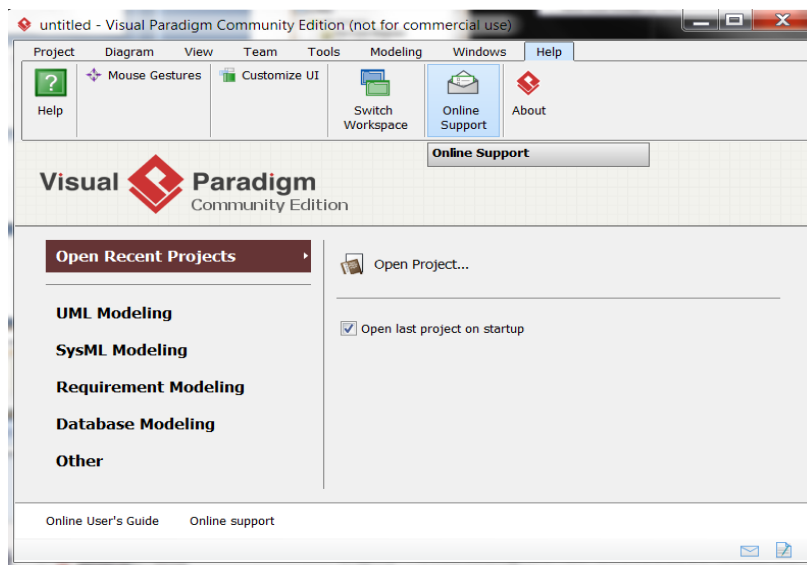 untitled - Visual Paradigm Community Edition (not for commercial use)
Project Diagram View Team Tools Modeling Windows Help
Mouse Gestures Customize UI
Help Switch Workspace Online Support About
Online Support
Visual Paradigm
Community Edition
Open Recent Projects
Open Project...
UML Modeling
Open last project on startup
SysML Modeling
Requirement Modeling
Database Modeling
Other
Online User's Guide Online support